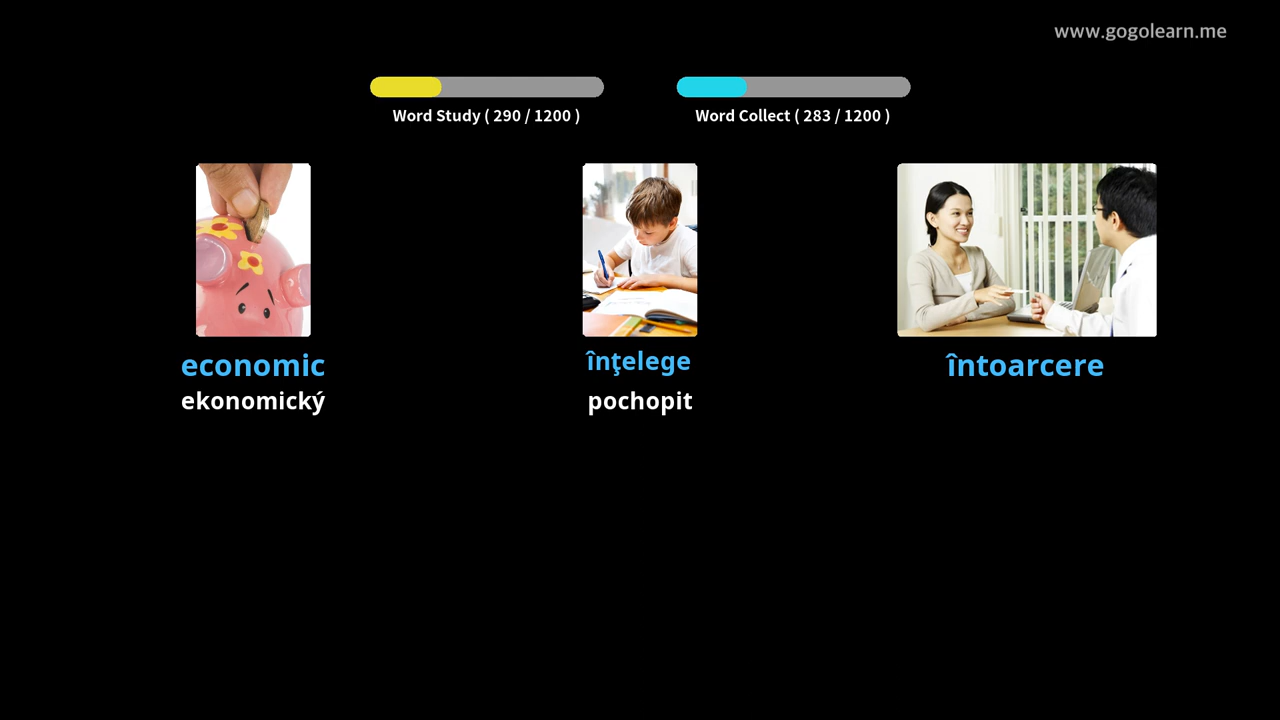 www.gogolearn.me
Word Study ( 290 / 1200 )
Word Collect ( 283 / 1200 )
economic
înţelege
întoarcere
ekonomický
pochopit